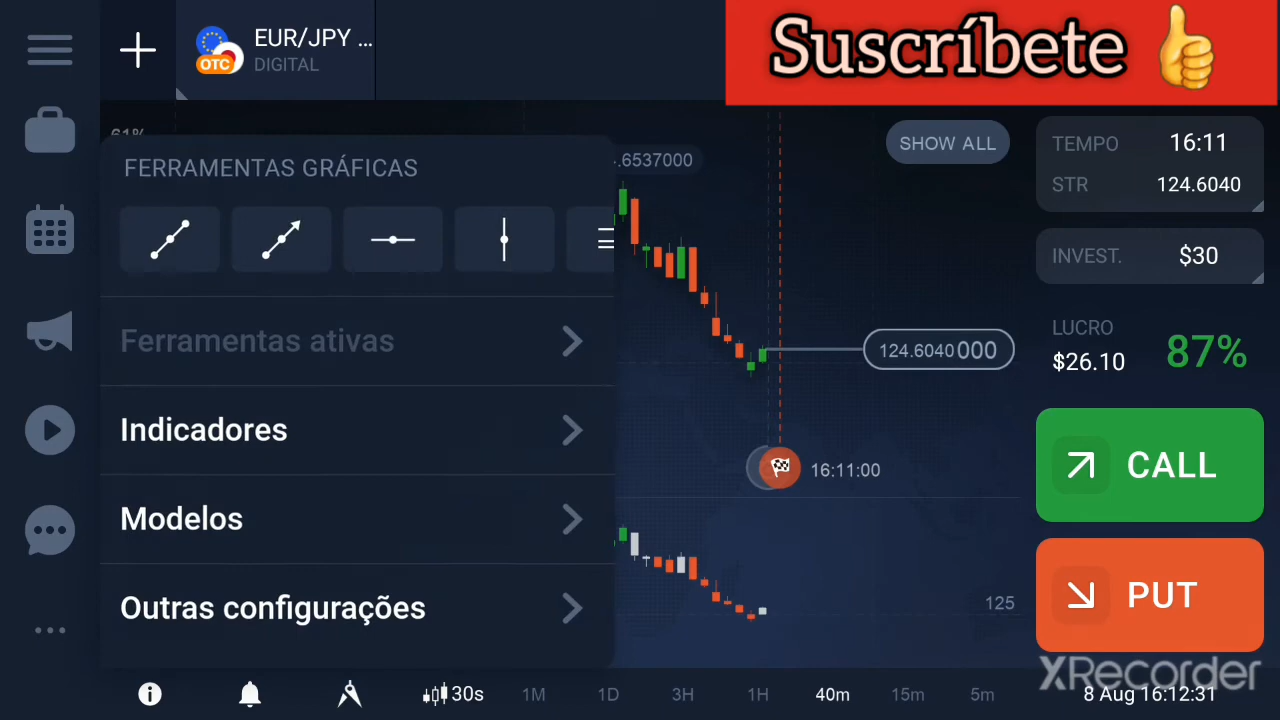 EUR/JPY ...
OTC
DIGITAL
Suscríbete
FERRAMENTAS GRÁFICAS
.6537000
SHOW ALL
TEMPO 16:11
STR 124.6040
INVEST. $30
Ferramentas ativas
124.6040000
LUCRO
$26.10
87%
Indicadores
16:11:00
CALL
Modelos
Outras configurações
125
PUT
XRecorder
30s 1M 1D 3H 1H 40m 15m 5m 8 Aug 16:12:31